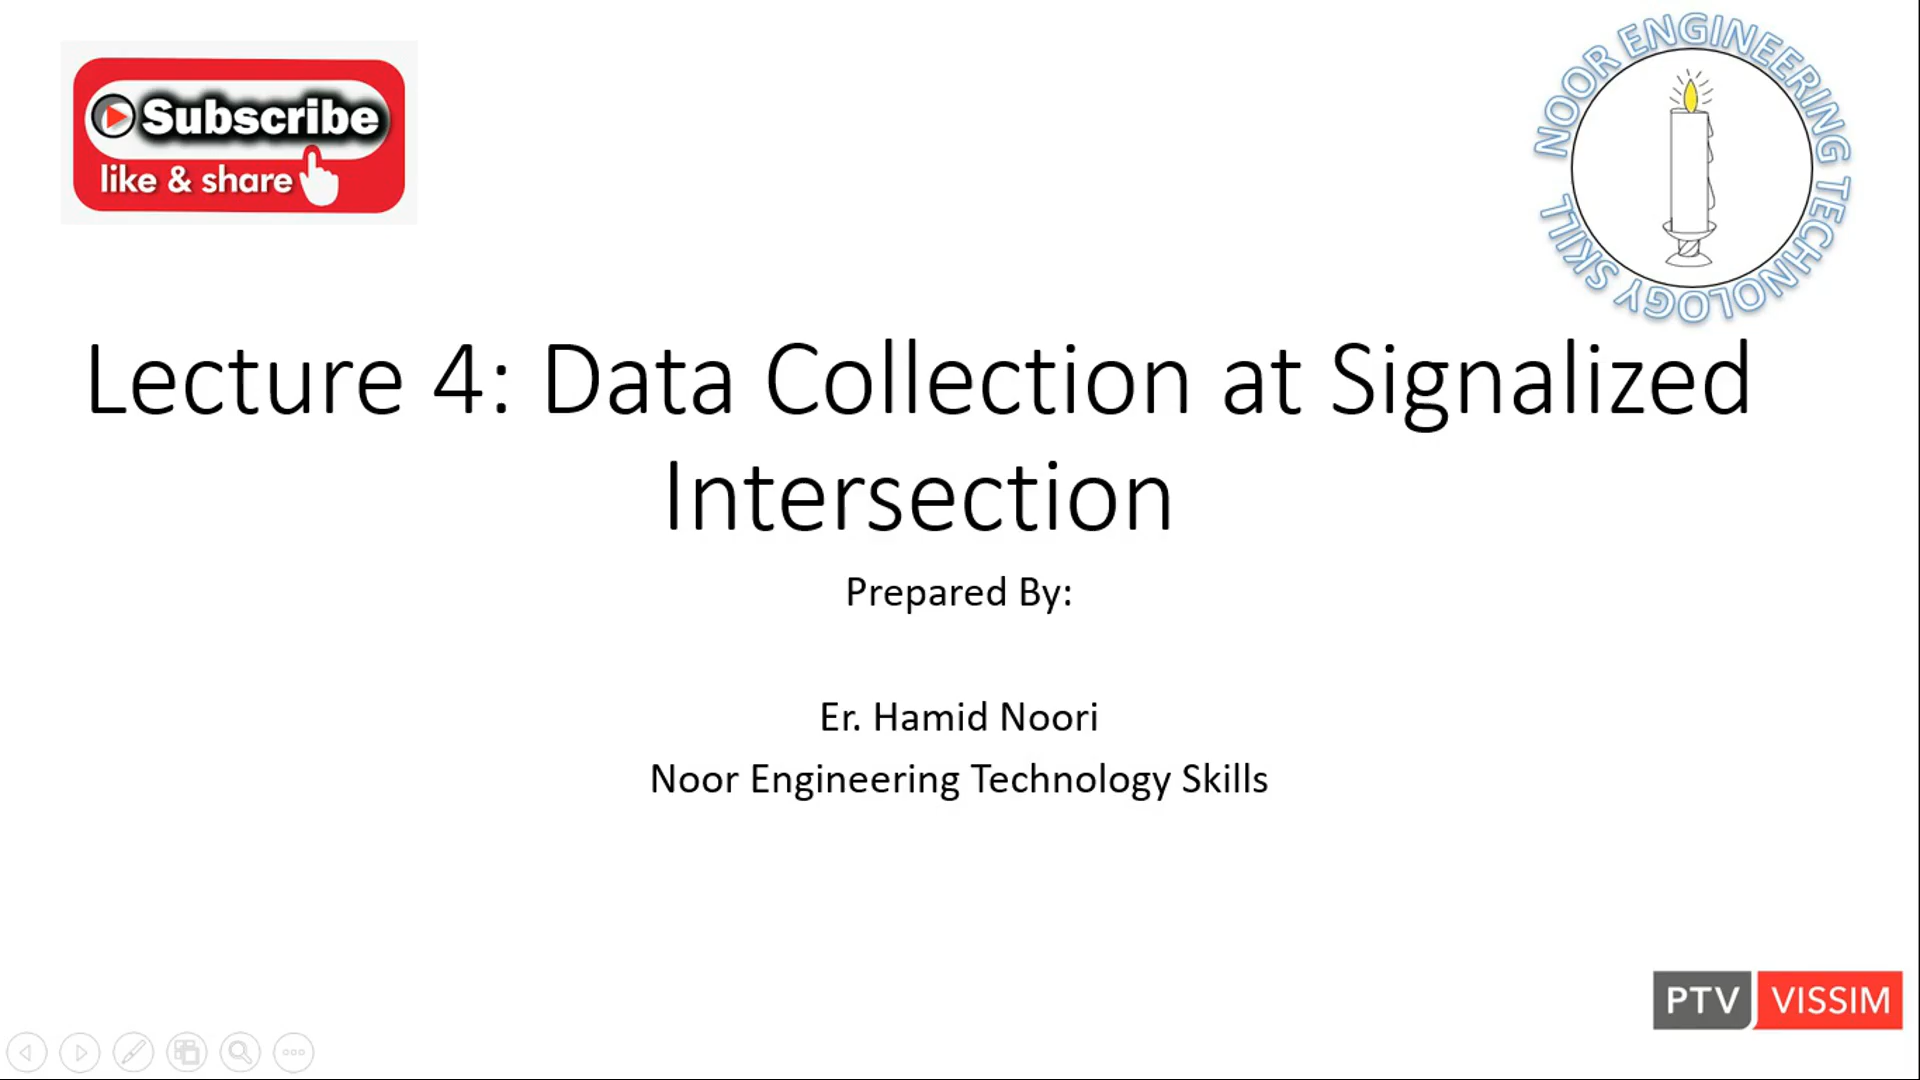 Subscribe
like & share
NOOR ENGINEERING TECHNOLOGY SKILL
Lecture 4: Data Collection at Signalized
Intersection
Prepared By:
Er. Hamid Noori
Noor Engineering Technology Skills
PTV VISSIM